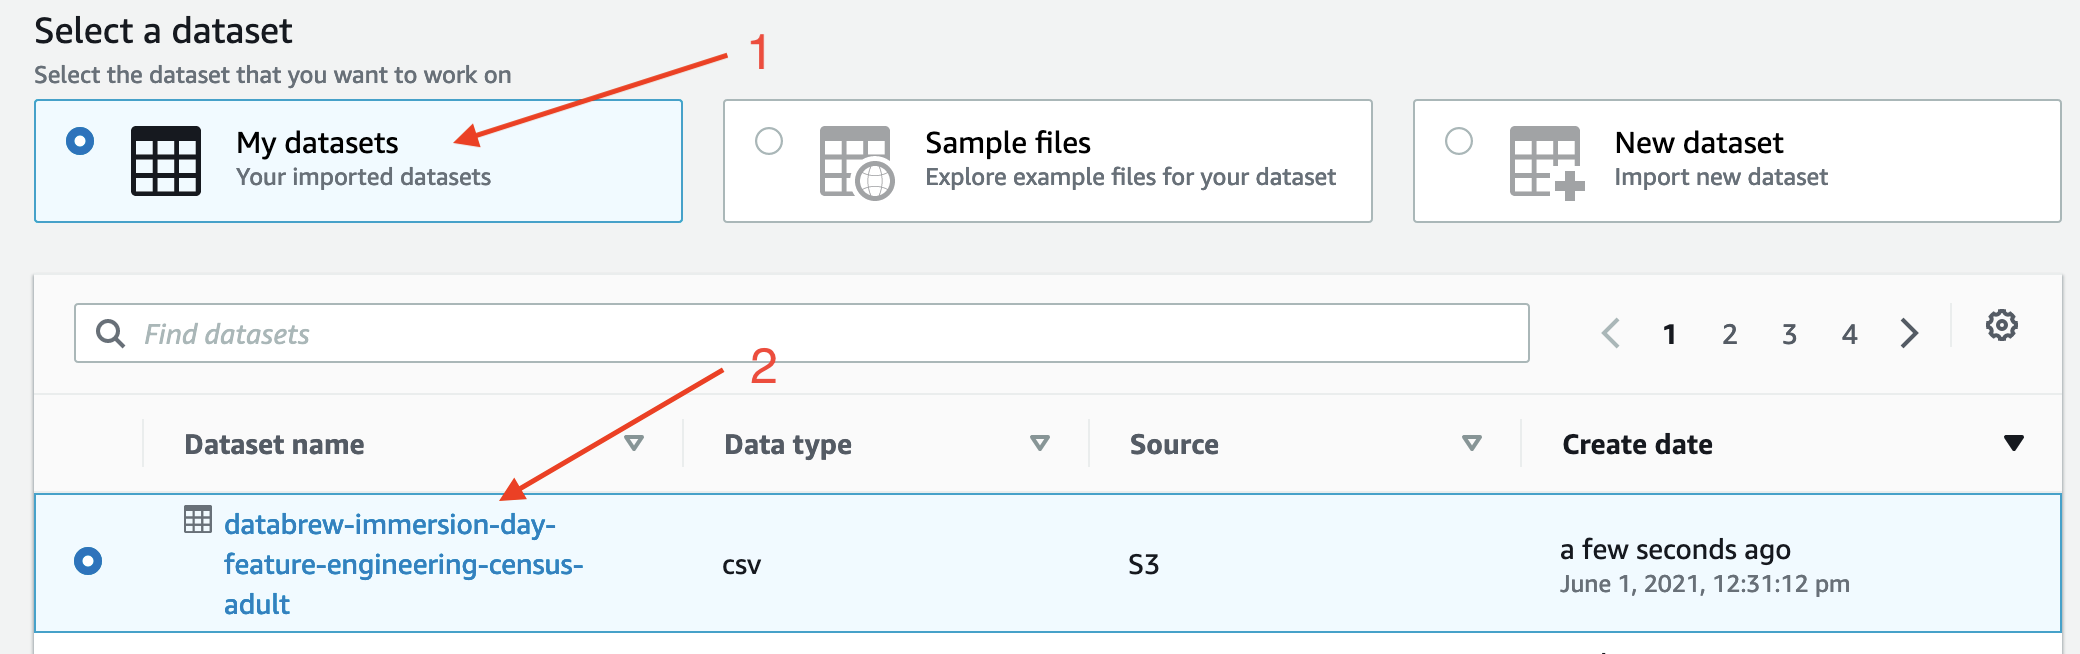 Select a dataset
1
Select the dataset that you want to work on
My datasets
Your imported datasets
Sample files
Explore example files for your dataset
New dataset
Import new dataset
Find datasets
1 2 3 4
2
Dataset name Data type Source Create date
databrew-immersion-day-
feature-engineering-census-
adult
csv
S3
a few seconds ago
June 1, 2021, 12:31:12 pm